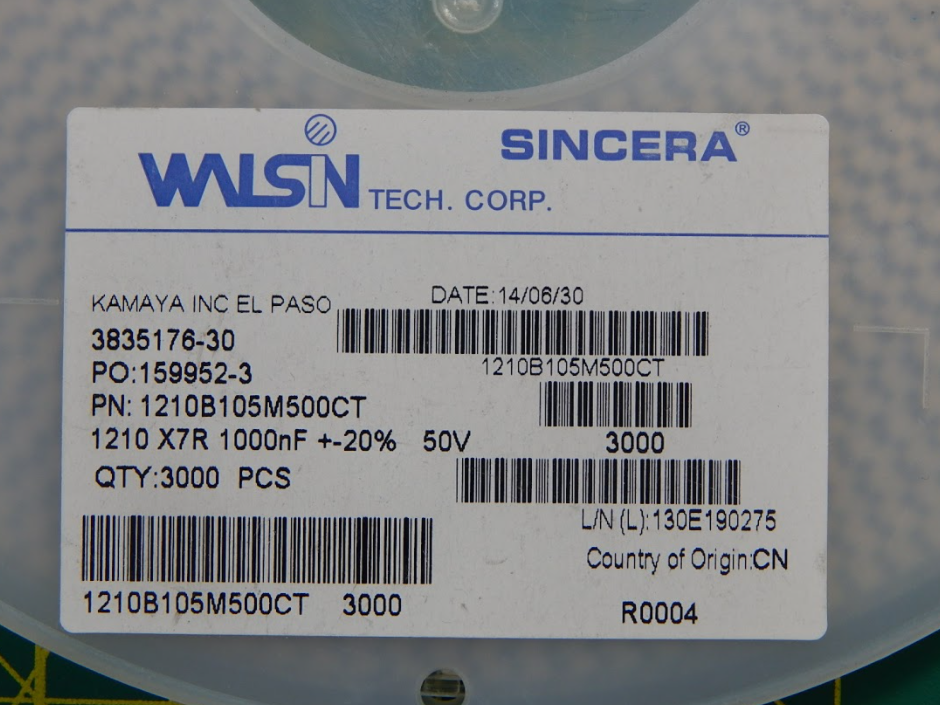 WALSIN TECH. CORP.
SINCERA®
KAMAYA INC EL PASO
DATE:14/06/30
3835176-30
1210B105M500CT
PO:159952-3
PN: 1210B105M500CT
1210 X7R 1000nF +-20% 50V
3000
QTY:3000 PCS
L/N (L):130E190275
Country of Origin:CN
1210B105M500CT 3000
R0004